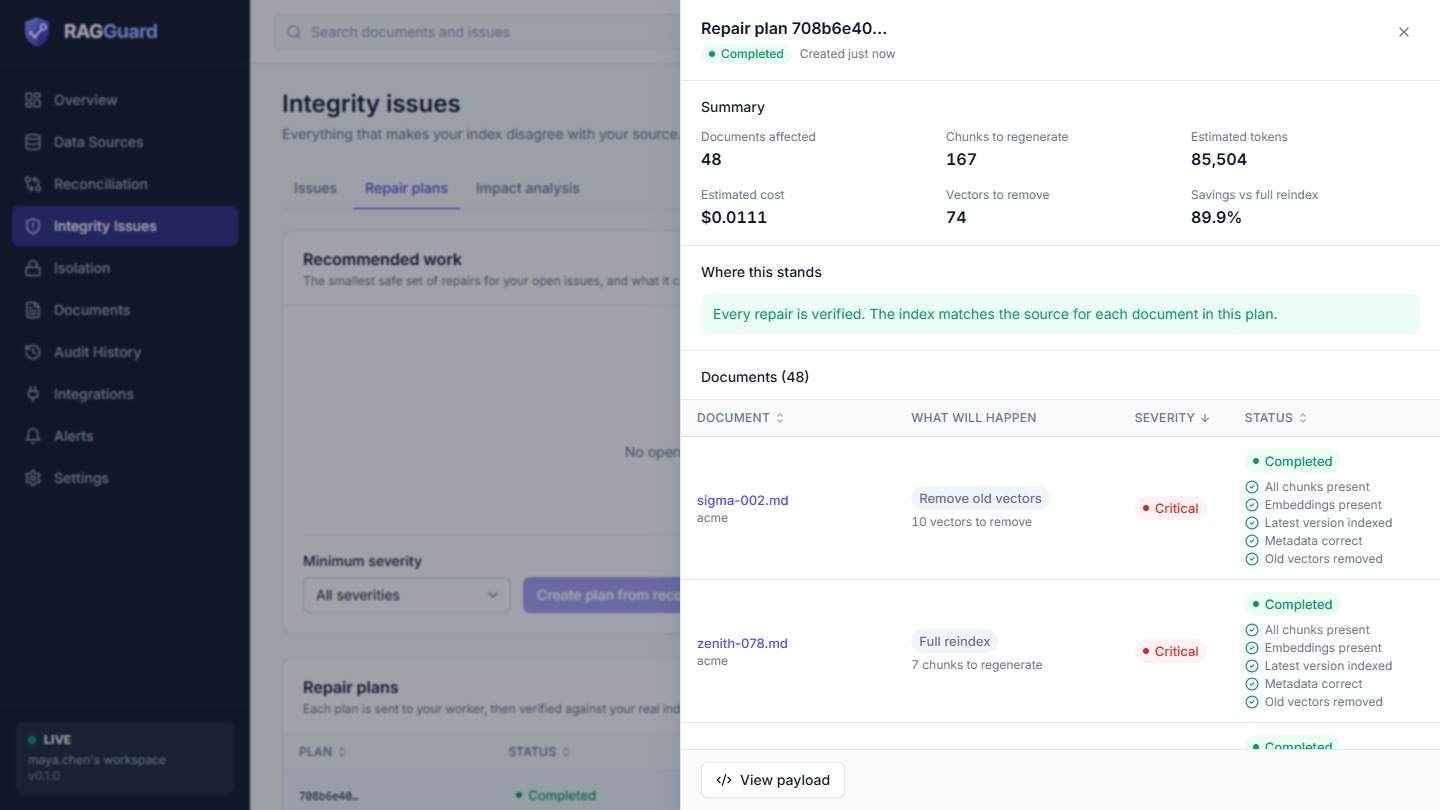 RAGGuard
Overview
Data Sources
Reconciliation
Integrity Issues
Isolation
Documents
Audit History
Integrations
Alerts
Settings
LIVE
maya.chen's workspace
v0.1.0
Search documents and issues
Integrity issues
Everything that makes your index disagree with your source.
Issues
Repair plans
Impact analysis
Recommended work
The smallest safe set of repairs for your open issues, and what it
No open
Minimum severity
All severities
Create plan from
Repair plans
Each plan is sent to your worker, then verified against your real
PLAN
STATUS
708b6e40…
Completed
Repair plan 708b6e40…
Completed
Created just now
Summary
Documents affected
48
Chunks to regenerate
167
Estimated tokens
85,504
Estimated cost
$0.0111
Vectors to remove
74
Savings vs full reindex
89.9%
Where this stands
Every repair is verified. The index matches the source for each document in this plan.
Documents (48)
DOCUMENT
WHAT WILL HAPPEN
SEVERITY
STATUS
sigma-002.md
acme
Remove old vectors
10 vectors to remove
Critical
Completed
All chunks present
Embeddings present
Latest version indexed
Metadata correct
Old vectors removed
zenith-078.md
acme
Full reindex
7 chunks to regenerate
Critical
Completed
All chunks present
Embeddings present
Latest version indexed
Metadata correct
Old vectors removed
Completed
View payload